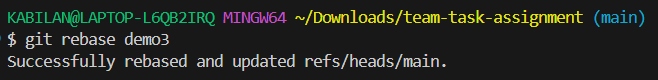 KABILAN@LAPTOP-L6QB2IRQ MINGW64 ~/Downloads/team-task-assignment (main)
$ git rebase demo3
Successfully rebased and updated refs/heads/main.